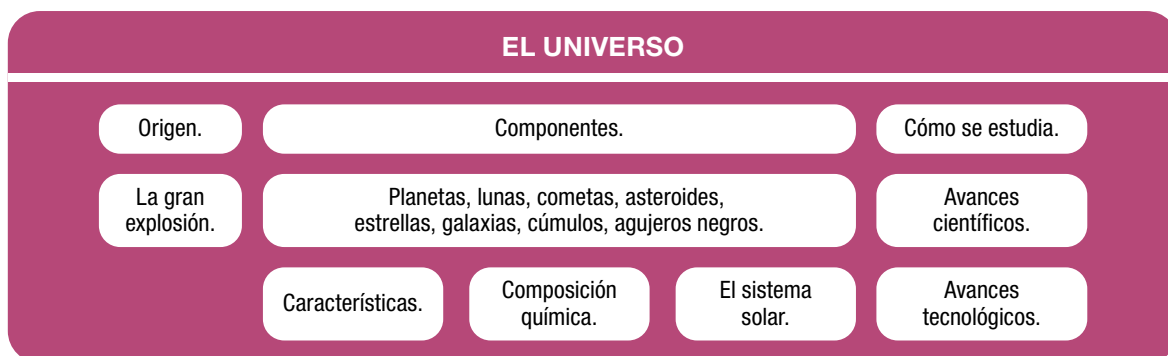 EL UNIVERSO
Origen.
Componentes.
Cómo se estudia.
La gran
explosión.
Planetas, lunas, cometas, asteroides,
estrellas, galaxias, cúmulos, agujeros negros.
Avances
científicos.
Características.
Composición
química.
El sistema
solar.
Avances
tecnológicos.